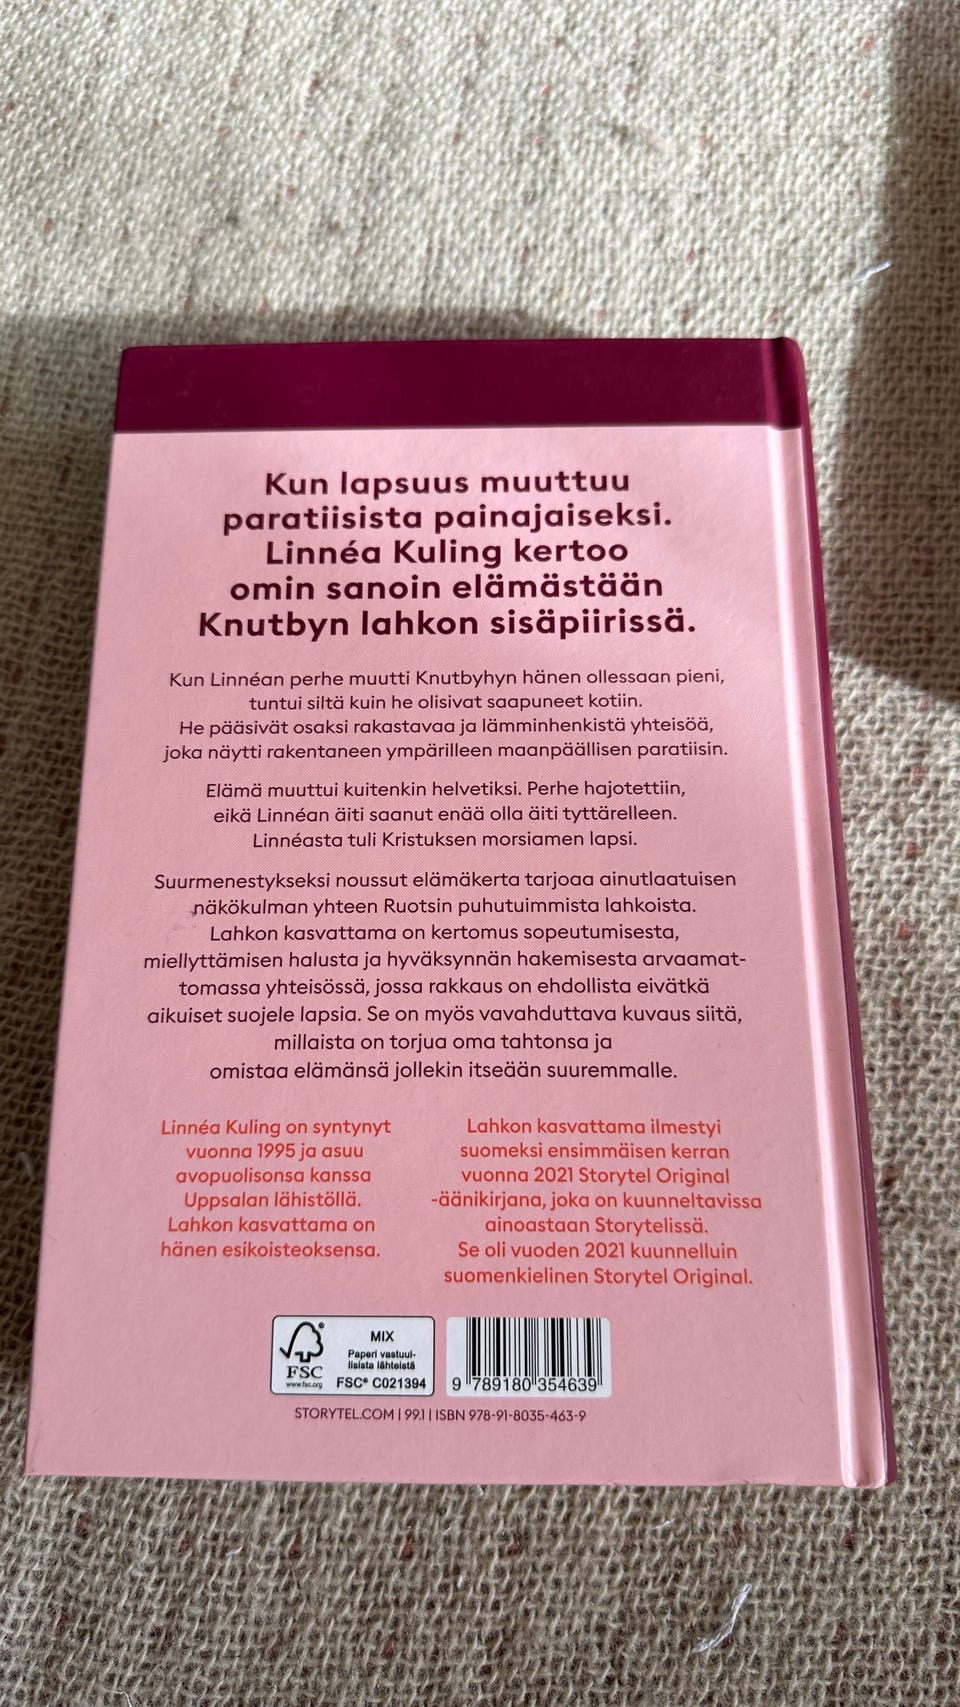 Kun lapsuus muuttuu
paratiisista painajaiseksi.
Linnéa Kuling kertoo
omin sanoin elämästään
Knutbyn lahkon sisäpiirissä.
Kun Linnéan perhe muutti Knutbyhyn hänen ollessaan pieni,
tuntui siltä kuin he olisivat saapuneet kotiin.
He pääsivät osaksi rakastavaa ja lämminhenkistä yhteisöä,
joka näytti rakentaneen ympärilleen maanpäällisen paratiisin.
Elämä muuttui kuitenkin helvetiksi. Perhe hajotettiin,
eikä Linnéan äiti saanut enää olla äiti tyttärelleen.
Linnéasta tuli Kristuksen morsiamen lapsi.
Suurmenestykseksi noussut elämäkerta tarjoaa ainutlaatuisen
näkökulman yhteen Ruotsin puhutuimmista lahkoista.
Lahkon kasvattama on kertomus sopeutumisesta,
miellyttämisen halusta ja hyväksynnän hakemisesta arvaamat-
tomassa yhteisössä, jossa rakkaus on ehdollista eivätkä
aikuiset suojele lapsia. Se on myös vavahduttava kuvaus siitä,
millaista on torjua oma tahtonsa ja
omistaa elämänsä jollekin itseään suuremmalle.
Linnéa Kuling on syntynyt
vuonna 1995 ja asuu
avopuolisonsa kanssa
Uppsalan lähistöllä.
Lahkon kasvattama on
hänen esikoisteoksensa.
Lahkon kasvattama ilmestyi
suomeksi ensimmäisen kerran
vuonna 2021 Storytel Original
-äänikirjana, joka on kuunneltavissa
ainoastaan Storytelissä.
Se oli vuoden 2021 kuunnelluin
suomenkielinen Storytel Original.
FSC
www.fsc.org
MIX
Paperi vastuul-
lisista lähteistä
FSC® C021394
9 789180 354639
STORYTEL.COM | 99.1 | ISBN 978-91-8035-463-9